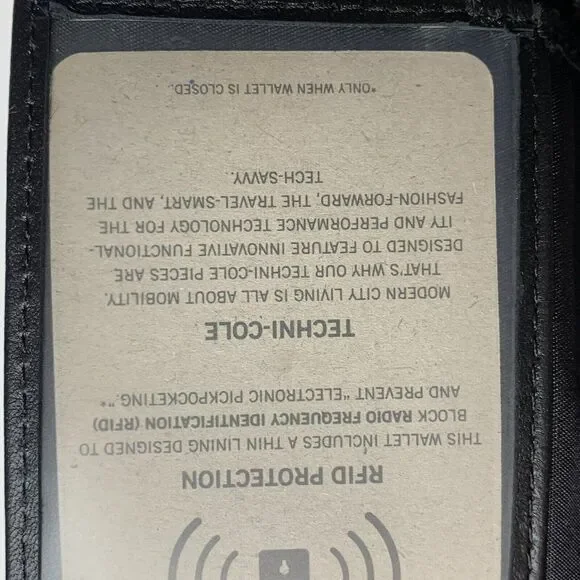 RFID PROTECTION
THIS WALLET INCLUDES A THIN LINING DESIGNED TO
BLOCK RADIO FREQUENCY IDENTIFICATION (RFID)
AND PREVENT "ELECTRONIC PICKPOCKETING."*
TECHNI-COLE
MODERN CITY LIVING IS ALL ABOUT MOBILITY.
THAT'S WHY OUR TECHNI-COLE PIECES ARE
DESIGNED TO FEATURE INNOVATIVE FUNCTIONAL-
ITY AND PERFORMANCE TECHNOLOGY FOR THE
FASHION-FORWARD, THE TRAVEL-SMART, AND THE
TECH-SAVVY.
*ONLY WHEN WALLET IS CLOSED.